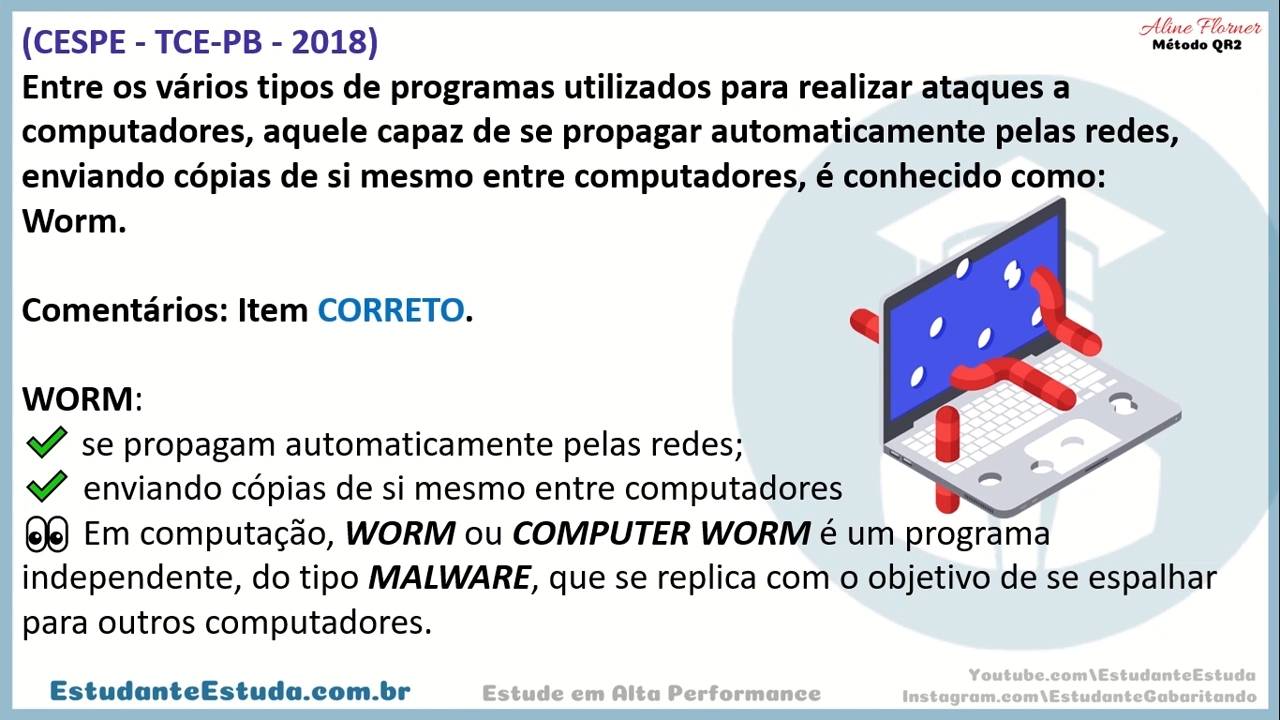 (CESPE - TCE-PB - 2018)
Aline Florner
Método QR2
Entre os vários tipos de programas utilizados para realizar ataques a
computadores, aquele capaz de se propagar automaticamente pelas redes,
enviando cópias de si mesmo entre computadores, é conhecido como:
Worm.
Comentários: Item CORRETO.
WORM:
se propagam automaticamente pelas redes;
enviando cópias de si mesmo entre computadores
Em computação, WORM ou COMPUTER WORM é um programa
independente, do tipo MALWARE, que se replica com o objetivo de se espalhar
para outros computadores.
EstudanteEstuda.com.br
Estude em Alta Performance
Youtube.com\EstudanteEstuda
Instagram.com\EstudanteGabaritando